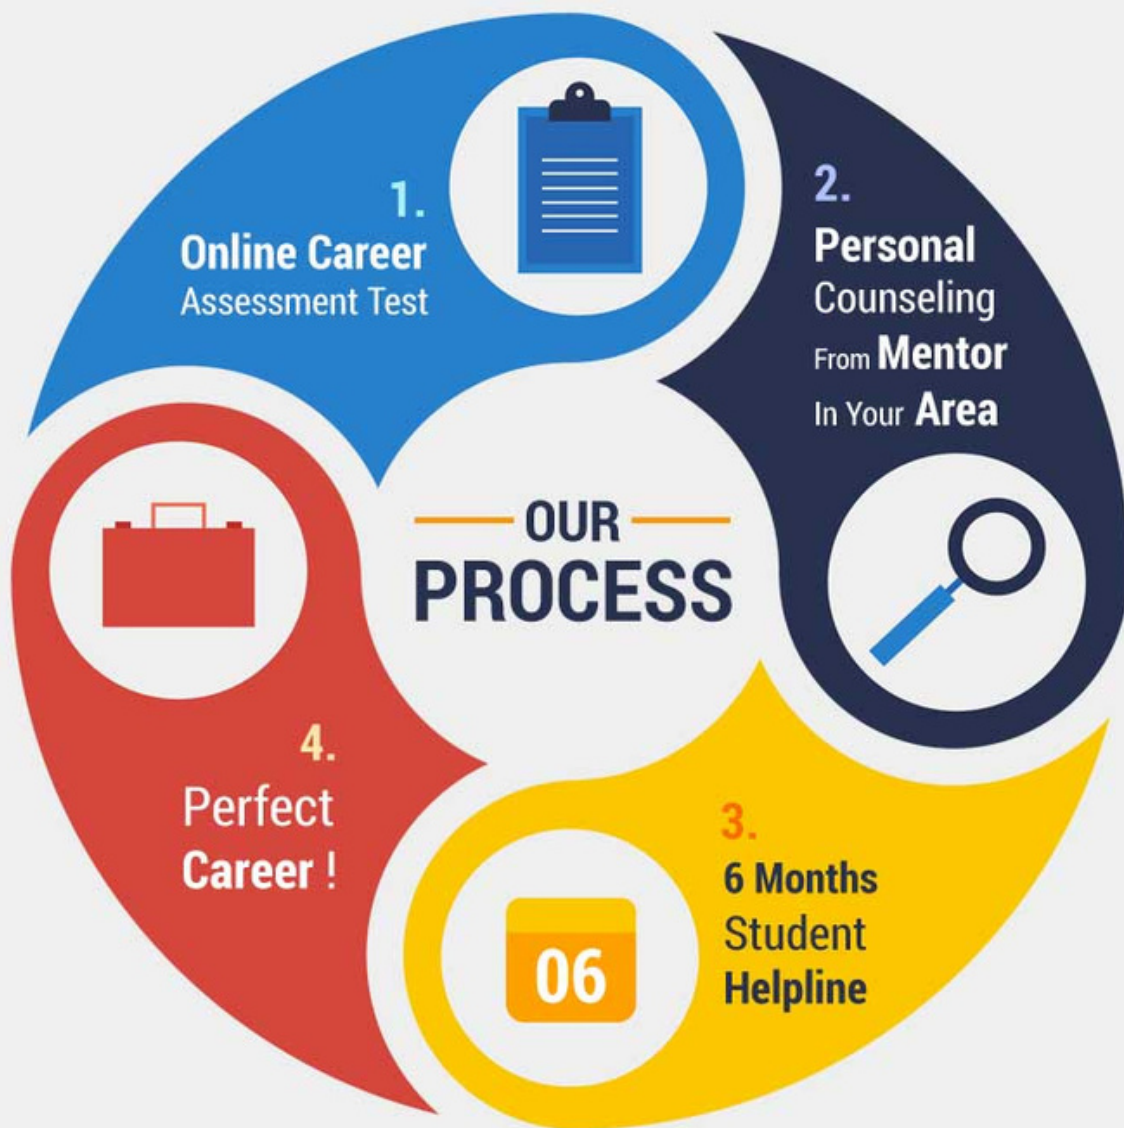 1.
Online Career
Assessment Test
2.
Personal
Counseling
From Mentor
In Your Area
OUR
PROCESS
3.
6 Months
Student
Helpline
06
4.
Perfect
Career !